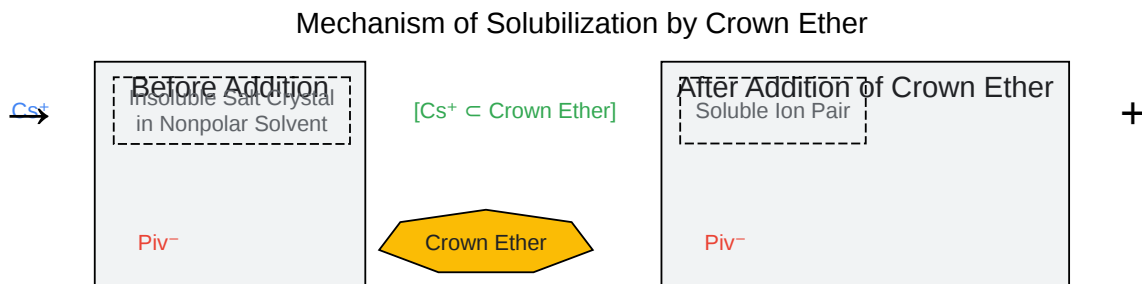 Mechanism of Solubilization by Crown Ether
Before Addition
Insoluble Salt Crystal
in Nonpolar Solvent
Cs⁺
→
[Cs⁺ ⊂ Crown Ether]
After Addition of Crown Ether
Soluble Ion Pair
+
Piv⁻
Crown Ether
Piv⁻